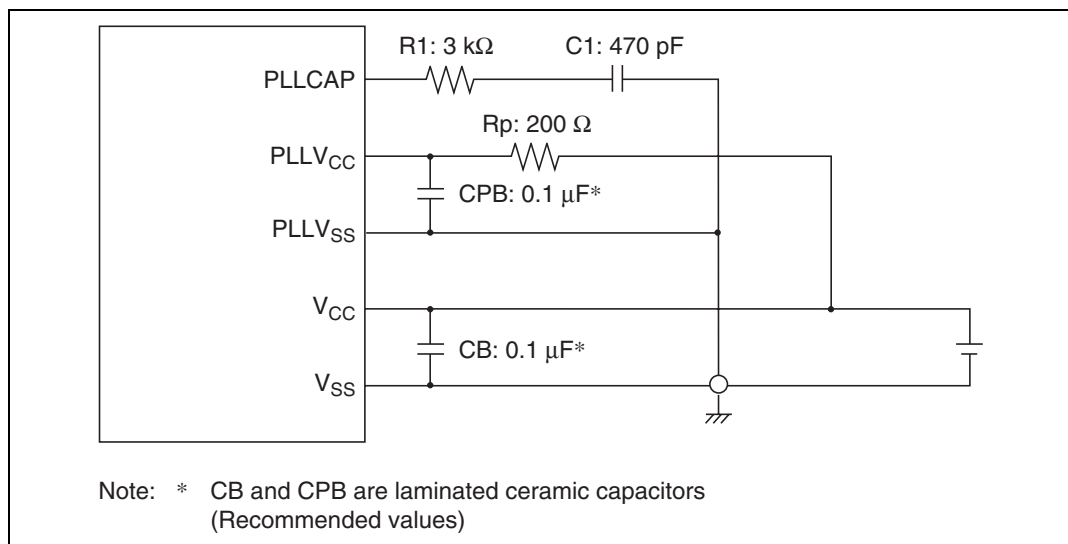 R1: 3 kΩ C1: 470 pF
PLLCAP
Rp: 200 Ω
PLLVCC
CPB: 0.1 μF*
PLLVSS
VCC
CB: 0.1 μF*
VSS
Note: * CB and CPB are laminated ceramic capacitors
(Recommended values)